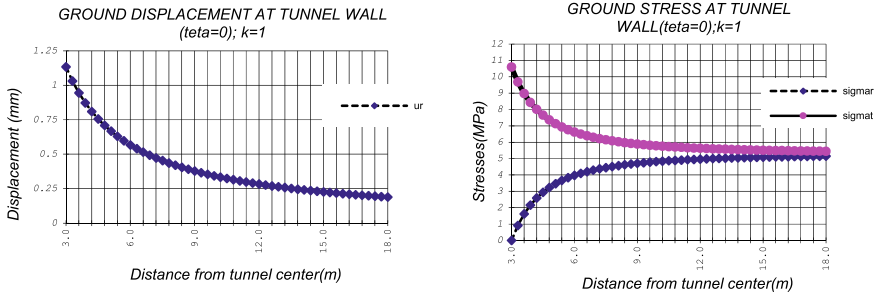 GROUND DISPLACEMENT AT TUNNEL WALL
(teta=0); k=1
Displacement (mm)
1.25
1
0.75
0.5
0.25
0
3.0
6.0
9.0
12.0
15.0
18.0
ur
Distance from tunnel center(m)
GROUND STRESS AT TUNNEL
WALL(teta=0);k=1
Stresses(MPa)
12
11
10
9
8
7
6
5
4
3
2
1
0
3.0
6.0
9.0
12.0
15.0
18.0
sigmar
sigmat
Distance from tunnel center(m)